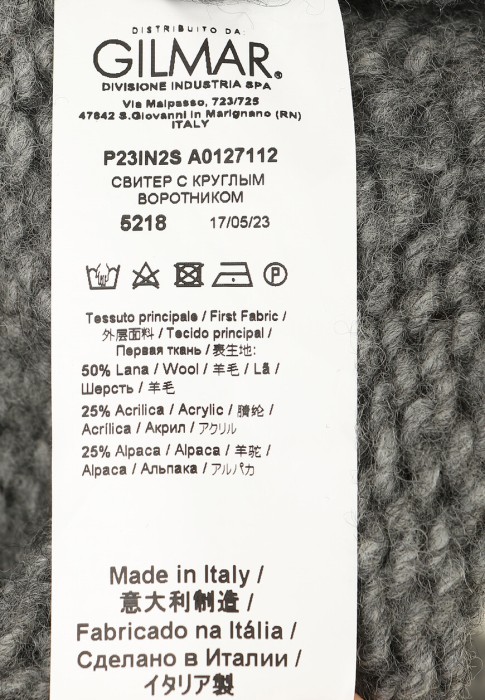 DISTRIBUITO DA:
GILMAR®
DIVISIONE INDUSTRIA SPA
Via Malpasso, 723/725
47842 S.Giovanni in Marignano (RN)
ITALY
P23IN2S A0127112
СВИТЕР С КРУГЛЫМ
ВОРОТНИКОМ
5218 17/05/23
P
Tessuto principale / First Fabric /
外层面料 / Tecido principal /
Первая ткань / 表生地:
50% Lana / Wool / 羊毛 / Lã /
Шерсть / 羊毛
25% Acrilica / Acrylic / 腈纶 /
Acrílica / Акрил / アクリル
25% Alpaca / Alpaca / 羊驼 /
Alpaca / Альпака / アルパカ
Made in Italy /
意大利制造 /
Fabricado na Itália /
Сделано в Италии /
イタリア製